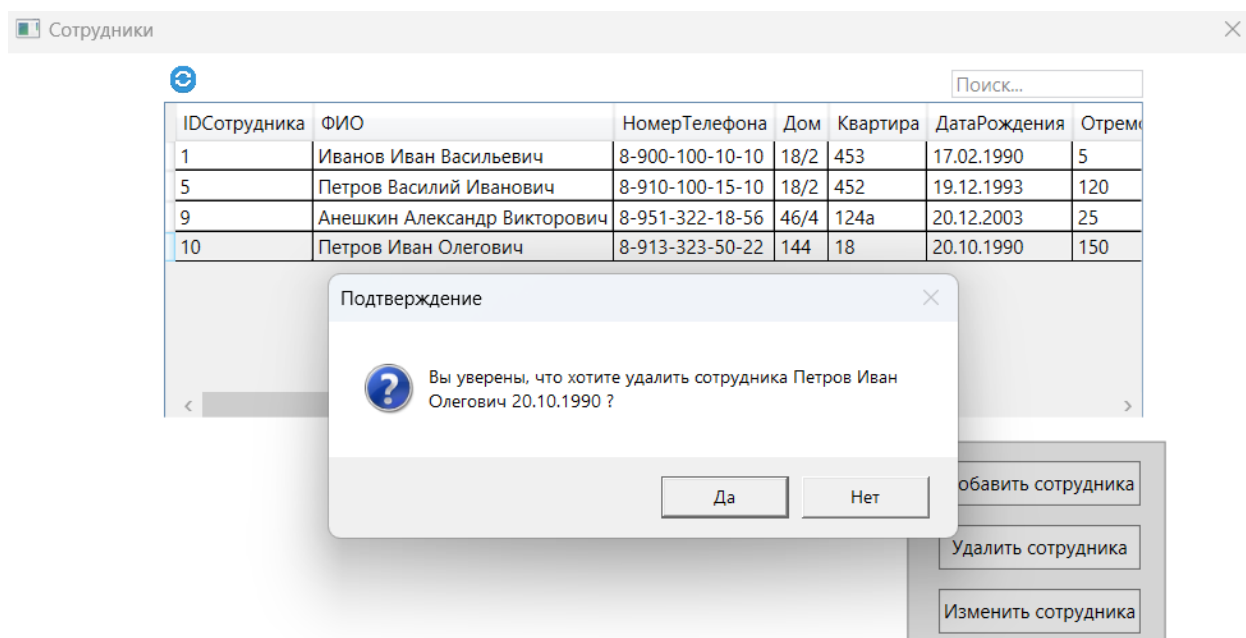 Сотрудники
Поиск...
IDСотрудника ФИО НомерТелефона Дом Квартира ДатаРождения Отремо
1 Иванов Иван Васильевич 8-900-100-10-10 18/2 453 17.02.1990 5
5 Петров Василий Иванович 8-910-100-15-10 18/2 452 19.12.1993 120
9 Анешкин Александр Викторович 8-951-322-18-56 46/4 124а 20.12.2003 25
10 Петров Иван Олегович 8-913-323-50-22 144 18 20.10.1990 150
Подтверждение
Вы уверены, что хотите удалить сотрудника Петров Иван
Олегович 20.10.1990 ?
Да Нет
обавить сотрудника
Удалить сотрудника
Изменить сотрудника